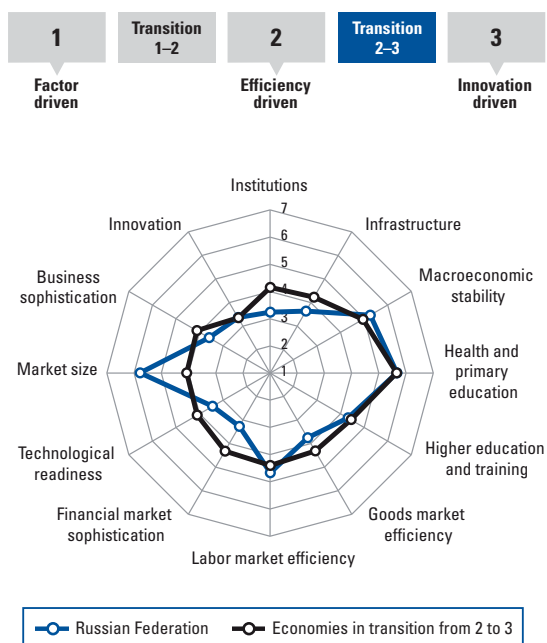 1
Transition
1–2
2
Transition
2–3
3
Factor
driven
Efficiency
driven
Innovation
driven
Institutions
7
Innovation
6
Infrastructure
5
Business
sophistication
4
Macroeconomic
stability
3
2
Market size
1
Health and
primary
education
Technological
readiness
Higher education
and training
Financial market
sophistication
Goods market
efficiency
Labor market efficiency
Russian Federation
Economies in transition from 2 to 3